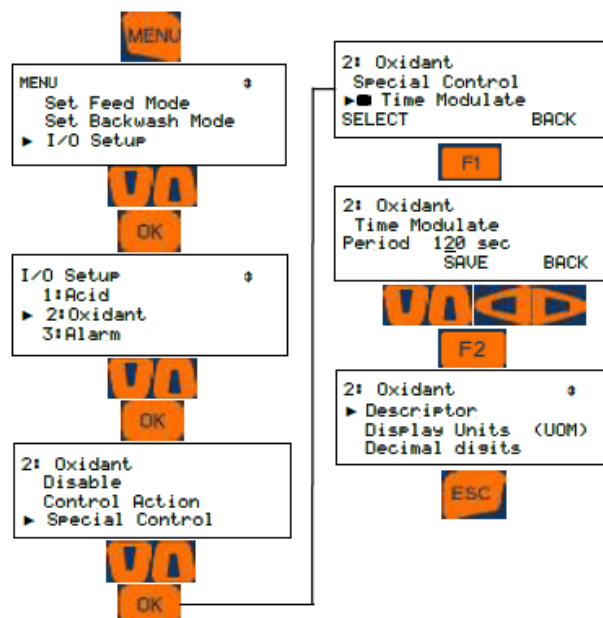 MENU
MENU
Set Feed Mode
Set Backwash Mode
I/O Setup
OK
I/O Setup
1:Acid
2:Oxidant
3:Alarm
OK
2: Oxidant
Disable
Control Action
Special Control
OK
2: Oxidant
Special Control
Time Modulate
SELECT BACK
F1
2: Oxidant
Time Modulate
Period 120 sec
SAVE BACK
F2
2: Oxidant
Descriptor
Display Units (UOM)
Decimal digits
ESC